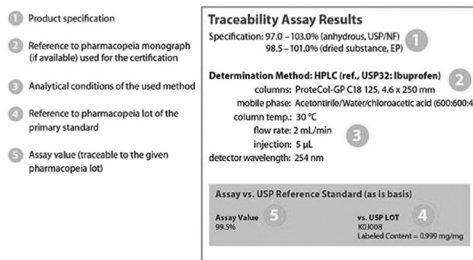 1 Product specification
2 Reference to pharmacopeia monograph
(if available) used for the certification
3 Analytical conditions of the used method
4 Reference to pharmacopeia lot of the
primary standard
5 Assay value (traceable to the given
pharmacopeia lot)
Traceability Assay Results
Specification: 97.0 – 103.0% (anhydrous, USP/NF)
98.5 – 101.0% (dried substance, EP)
1
Determination Method: HPLC (ref., USP32: Ibuprofen)
2
columns: ProteCol-GP C18 125, 4.6 x 250 mm
mobile phase: Acetontirile/Water/chloroacetic acid (600:600:4
column temp.: 30 °C
flow rate: 2 mL/min
3
injection: 5 µL
detector wavelength: 254 nm
Assay vs. USP Reference Standard (as is basis)
Assay Value 5 vs. USP LOT 4
99.5% K0J008
Labeled Content = 0.999 mg/mg